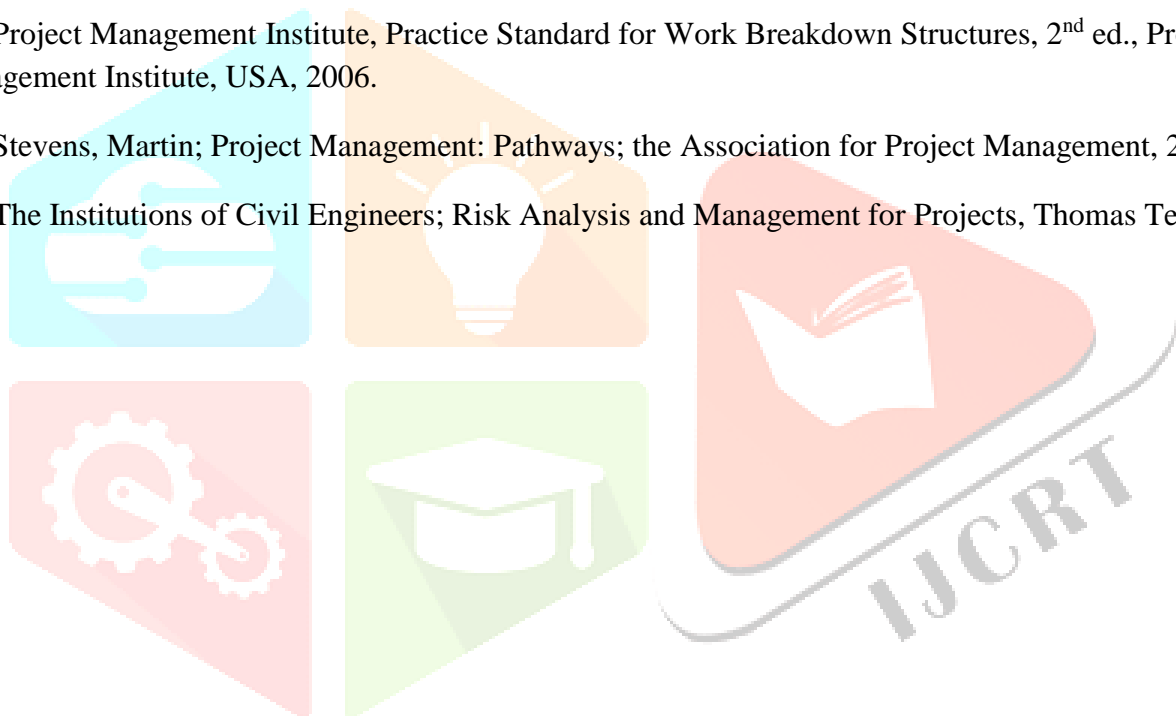 Project Management Institute, Practice Standard for Work Breakdown Structures, 2nd ed., Pr
gement Institute, USA, 2006.
Stevens, Martin; Project Management: Pathways; the Association for Project Management, 2
The Institutions of Civil Engineers; Risk Analysis and Management for Projects, Thomas Te
IJCRT